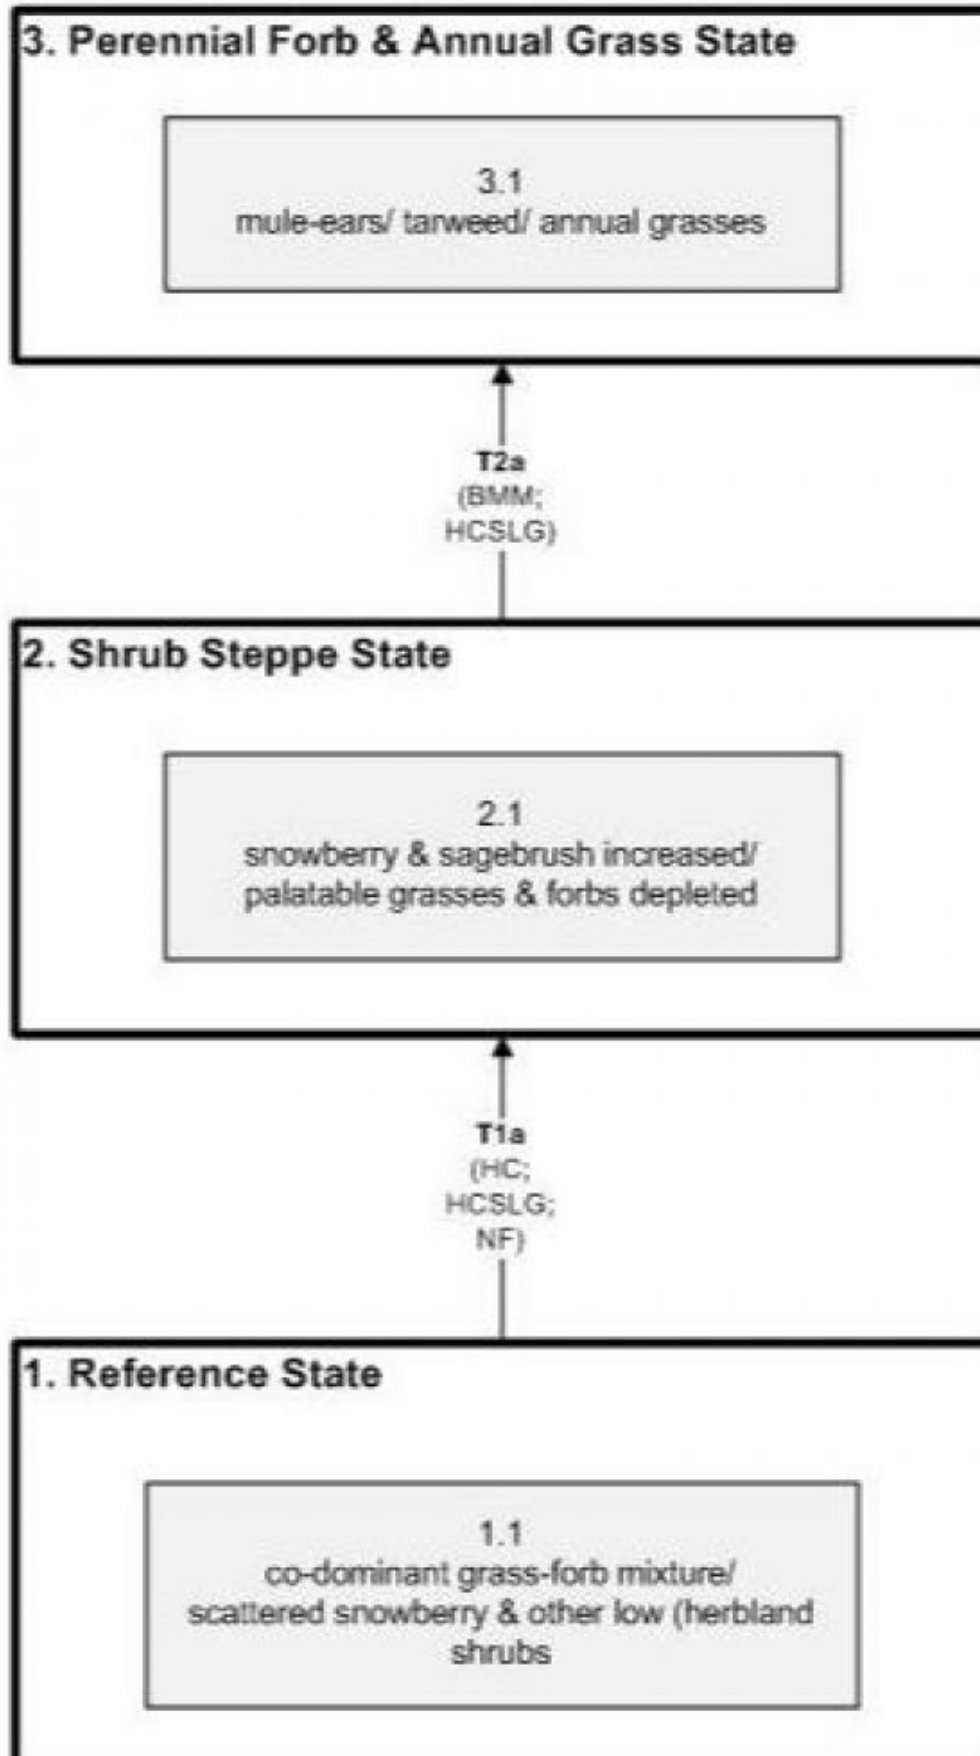 3. Perennial Forb & Annual Grass State
3.1
mule-ears/ tarweed/ annual grasses
T2a
(BMM;
HCSLG)
2. Shrub Steppe State
2.1
snowberry & sagebrush increased/
palatable grasses & forbs depleted
T1a
(HC;
HCSLG;
NF)
1. Reference State
1.1
co-dominant grass-forb mixture/
scattered snowberry & other low (herbland
shrubs